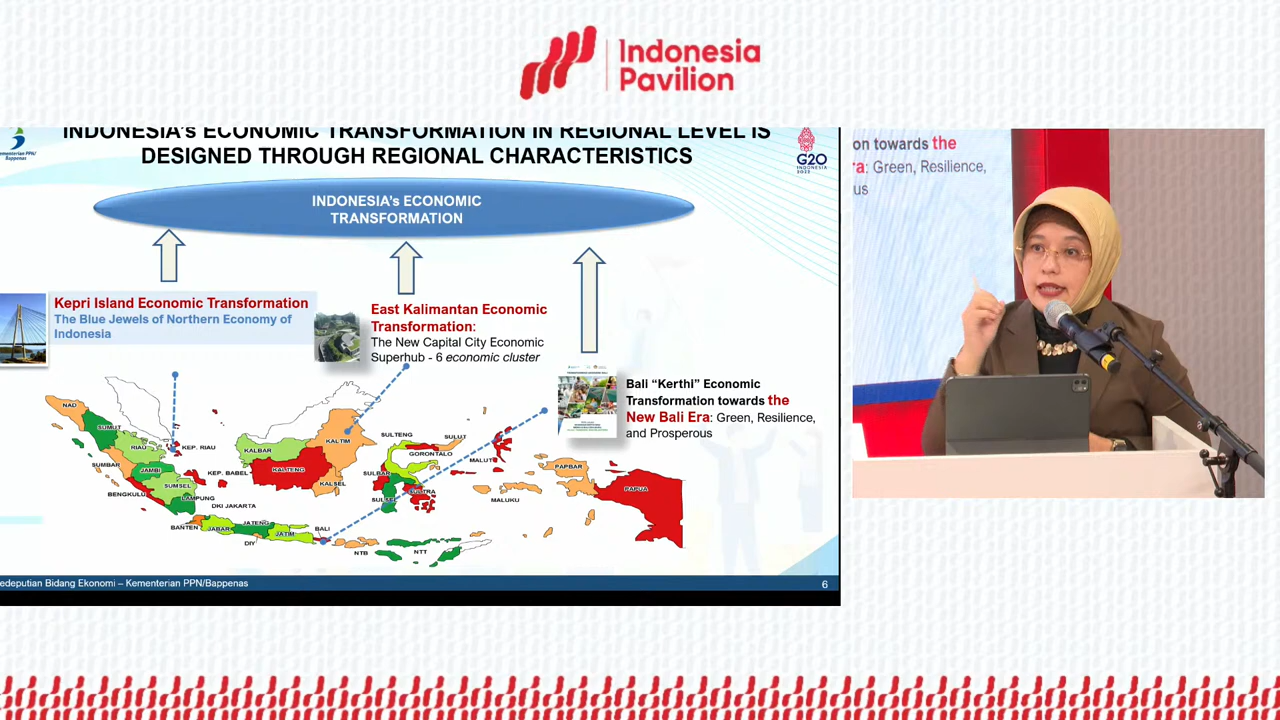 Indonesia
Pavilion
INDONESIA's ECONOMIC TRANSFORMATION IN REGIONAL LEVEL IS
DESIGNED THROUGH REGIONAL CHARACTERISTICS
Kementerian PPN/
Bappenas
G20
INDONESIA
2022
INDONESIA's ECONOMIC
TRANSFORMATION
Kepri Island Economic Transformation
The Blue Jewels of Northern Economy of
Indonesia
East Kalimantan Economic
Transformation:
The New Capital City Economic
Superhub - 6 economic cluster
Bali “KerthI” Economic
Transformation towards the
New Bali Era: Green, Resilience,
and Prosperous
NAD
SUMUT
RIAU
KEP. RIAU
SUMBAR
JAMBI
KEP. BABEL
SUMSEL
BENGKULU
LAMPUNG
DKI JAKARTA
BANTEN
JABAR
JATENG
DIY
JATIM
BALI
NTB
NTT
KALBAR
KALTENG
KALTIM
KALSEL
SULTENG
SULUT
GORONTALO
SULBAR
SULSEL
SULTRA
MALUT
MALUKU
PAPBAR
PAPUA
edeputian Bidang Ekonomi – Kementerian PPN/Bappenas
6
on towards the
ra: Green, Resilience,
us